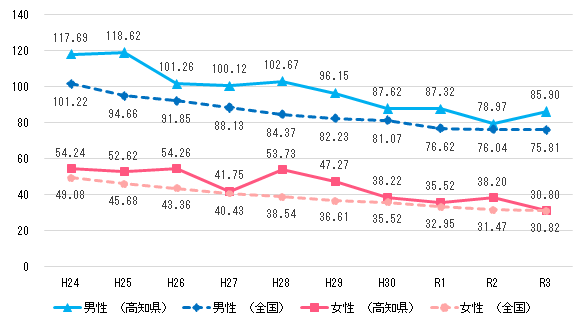 140
120
100
80
60
40
20
0
117.69 118.62 101.26 100.12 102.67 96.15 87.62 87.32 78.97 85.90
101.22 94.66 91.85 88.13 84.37 82.23 81.07 76.62 76.04 75.81
54.24 52.62 54.26 41.75 53.73 47.27 38.22 35.52 38.20 30.80
49.08 45.68 43.36 40.43 38.54 36.61 35.52 32.95 31.47 30.82
H24 H25 H26 H27 H28 H29 H30 R1 R2 R3
男性 （高知県） 男性 （全国） 女性 （高知県） 女性 （全国）